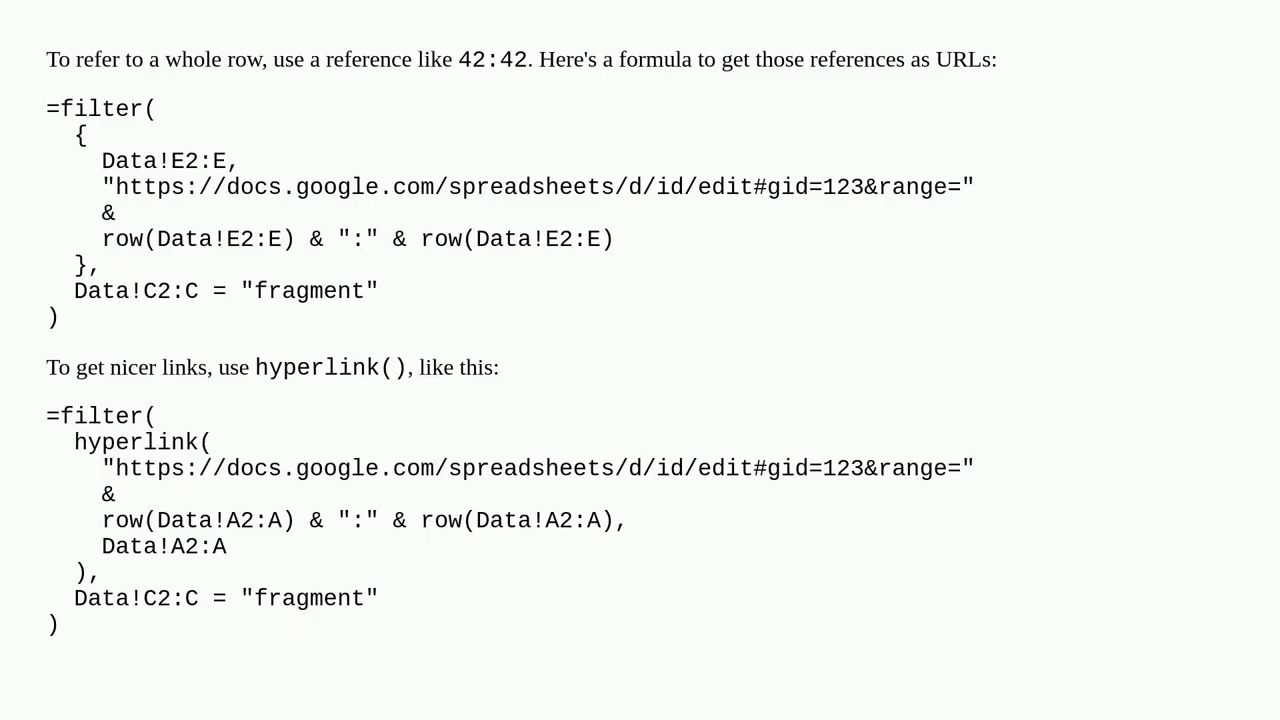 To refer to a whole row, use a reference like 42:42. Here's a formula to get those references as URLs:
=filter(
  {
    Data!E2:E,
    "https://docs.google.com/spreadsheets/d/id/edit#gid=123&range="
    &
    row(Data!E2:E) & ":" & row(Data!E2:E)
  },
  Data!C2:C = "fragment"
)
To get nicer links, use hyperlink(), like this:
=filter(
  hyperlink(
    "https://docs.google.com/spreadsheets/d/id/edit#gid=123&range="
    &
    row(Data!A2:A) & ":" & row(Data!A2:A),
    Data!A2:A
  ),
  Data!C2:C = "fragment"
)